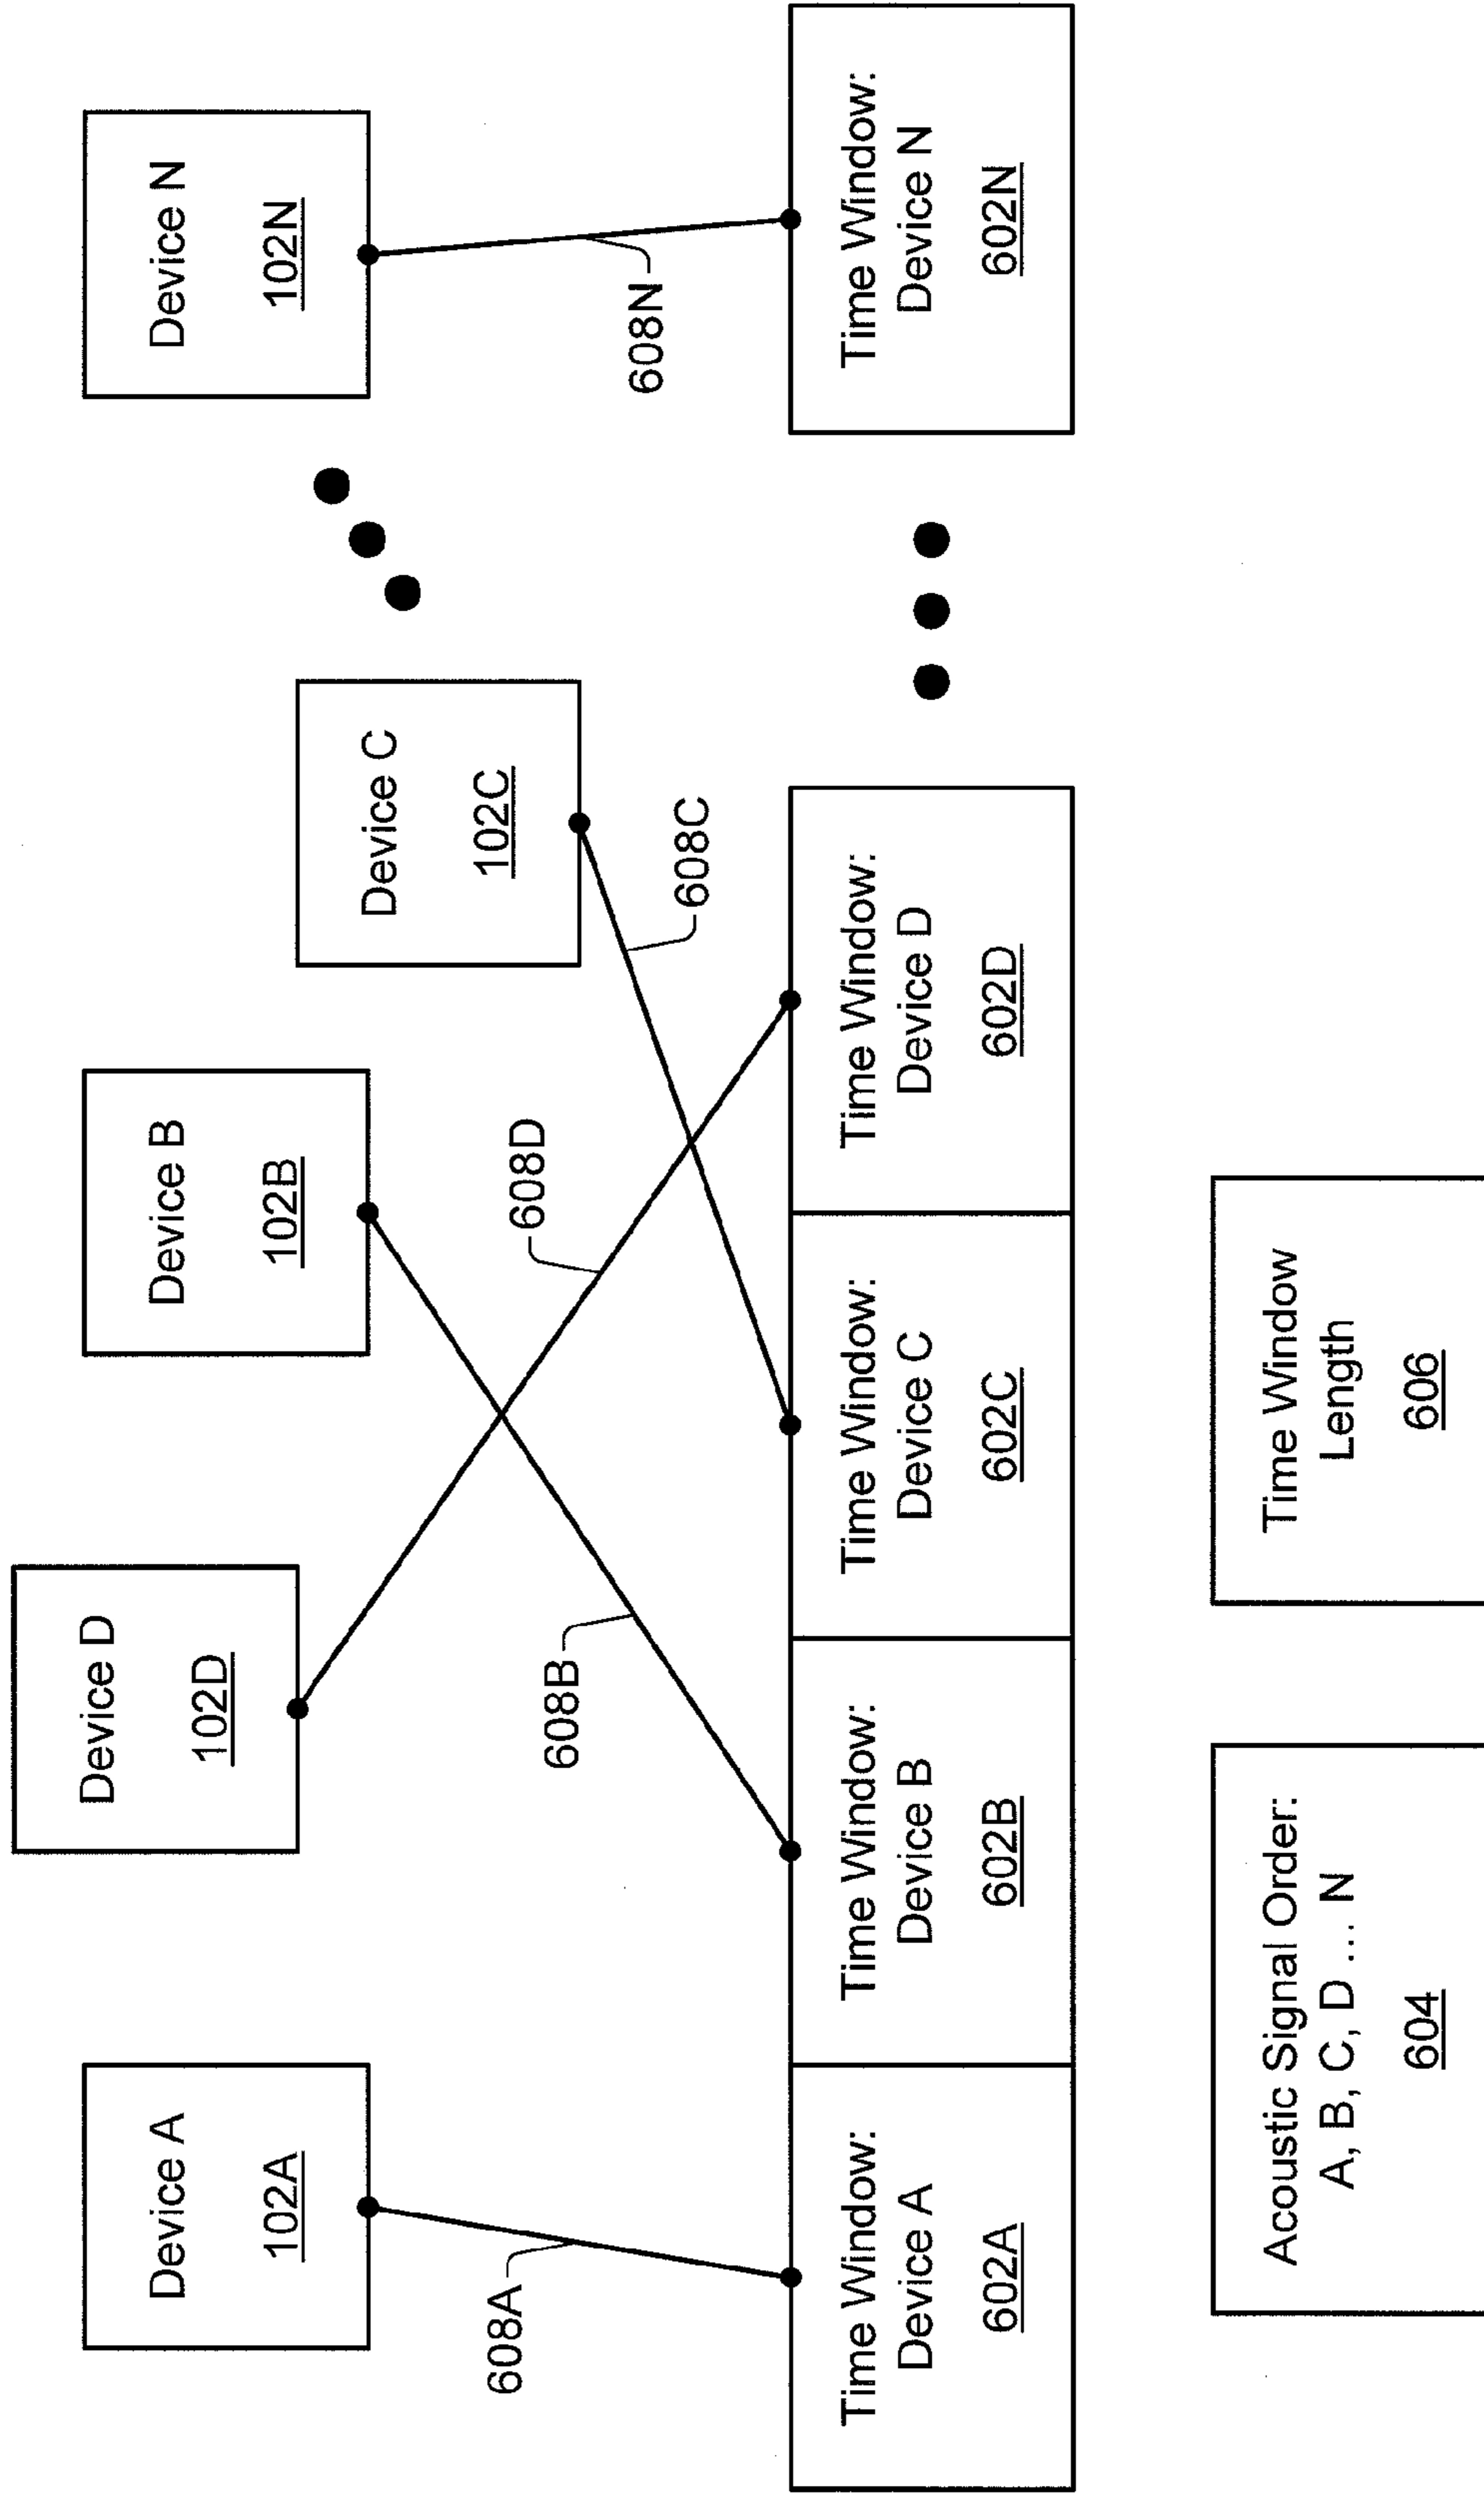 Device A
102A
Device D
102D
Device B
102B
Device C
102C
Device N
102N
608A
608B
608D
608C
608N
Time Window:
Device A
602A
Time Window:
Device B
602B
Time Window:
Device C
602C
Time Window:
Device D
602D
Time Window:
Device N
602N
Acoustic Signal Order:
A, B, C, D ... N
604
Time Window
Length
606